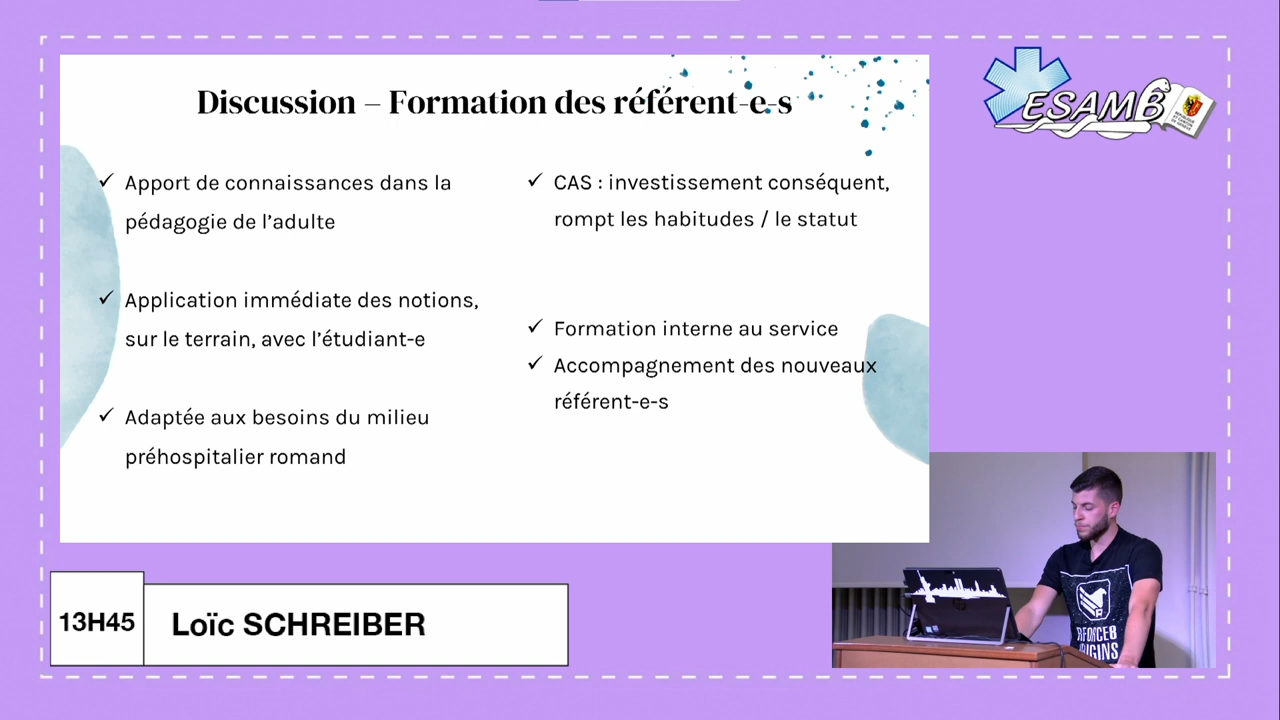 Discussion – Formation des référent-e-s
✓ Apport de connaissances dans la
pédagogie de l’adulte
✓ Application immédiate des notions,
sur le terrain, avec l’étudiant-e
✓ Adaptée aux besoins du milieu
préhospitalier romand
✓ CAS : investissement conséquent,
rompt les habitudes / le statut
✓ Formation interne au service
✓ Accompagnement des nouveaux
référent-e-s
ESAMB
13H45
Loïc SCHREIBER
ORIGINS